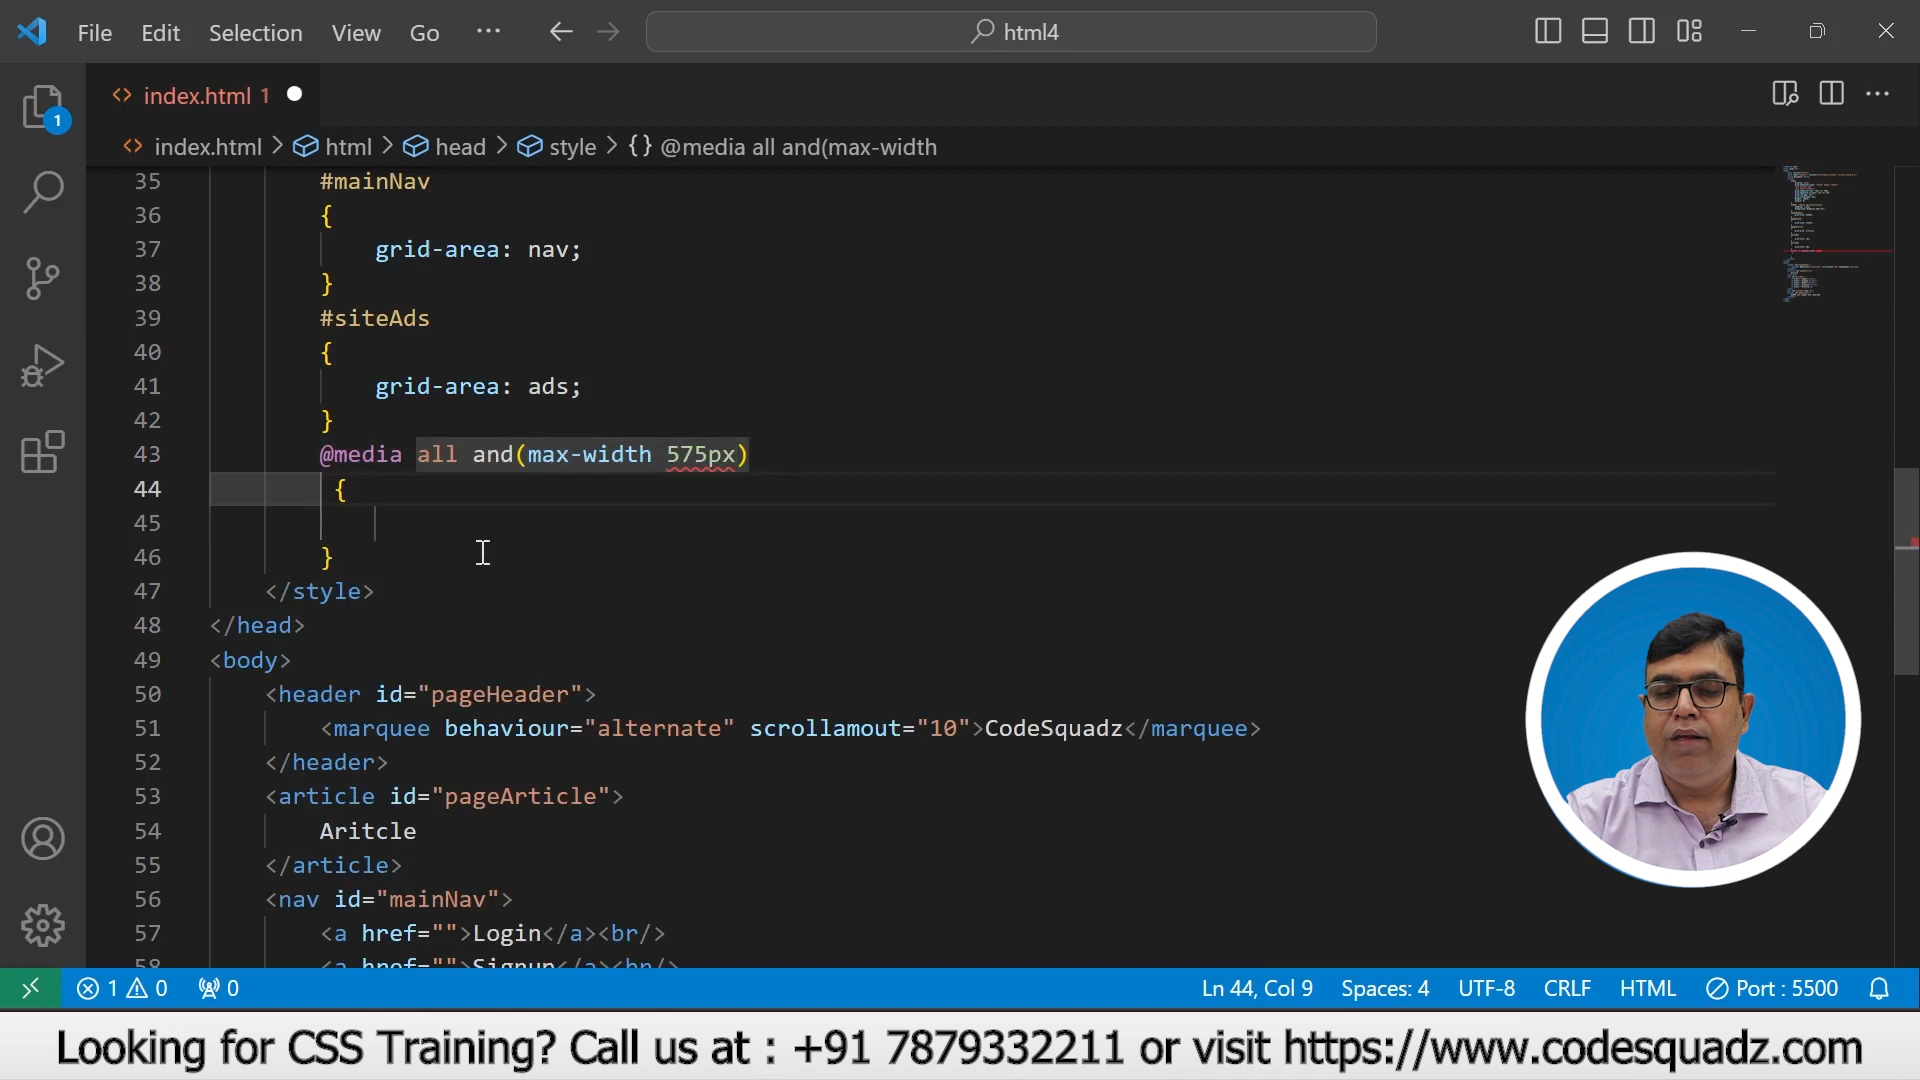 File Edit Selection View Go ··· html4
1
index.html 1
index.html > html > head > style > {} @media all and(max-width
35 #mainNav
36 {
37 grid-area: nav;
38 }
39 #siteAds
40 {
41 grid-area: ads;
42 }
43 @media all and(max-width 575px)
44 {
45
46 }
47 </style>
48 </head>
49 <body>
50 <header id="pageHeader">
51 <marquee behaviour="alternate" scrollamout="10">CodeSquadz</marquee>
52 </header>
53 <article id="pageArticle">
54 Aritcle
55 </article>
56 <nav id="mainNav">
57 <a href="">Login</a><br/>
58 <a href="">Signup</a><br/>
1 0 0 Ln 44, Col 9 Spaces: 4 UTF-8 CRLF HTML Port : 5500
Looking for CSS Training? Call us at : +91 7879332211 or visit https://www.codesquadz.com